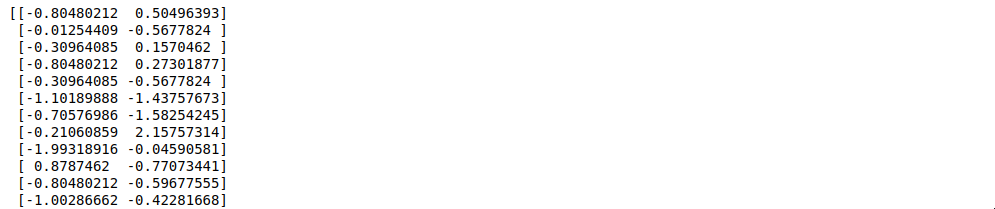 [[-0.80480212  0.50496393]
 [-0.01254409 -0.5677824 ]
 [-0.30964085  0.1570462 ]
 [-0.80480212  0.27301877]
 [-0.30964085 -0.5677824 ]
 [-1.10189888 -1.43757673]
 [-0.70576986 -1.58254245]
 [-0.21060859  2.15757314]
 [-1.99318916 -0.04590581]
 [ 0.8787462  -0.77073441]
 [-0.80480212 -0.59677555]
 [-1.00286662 -0.42281668]